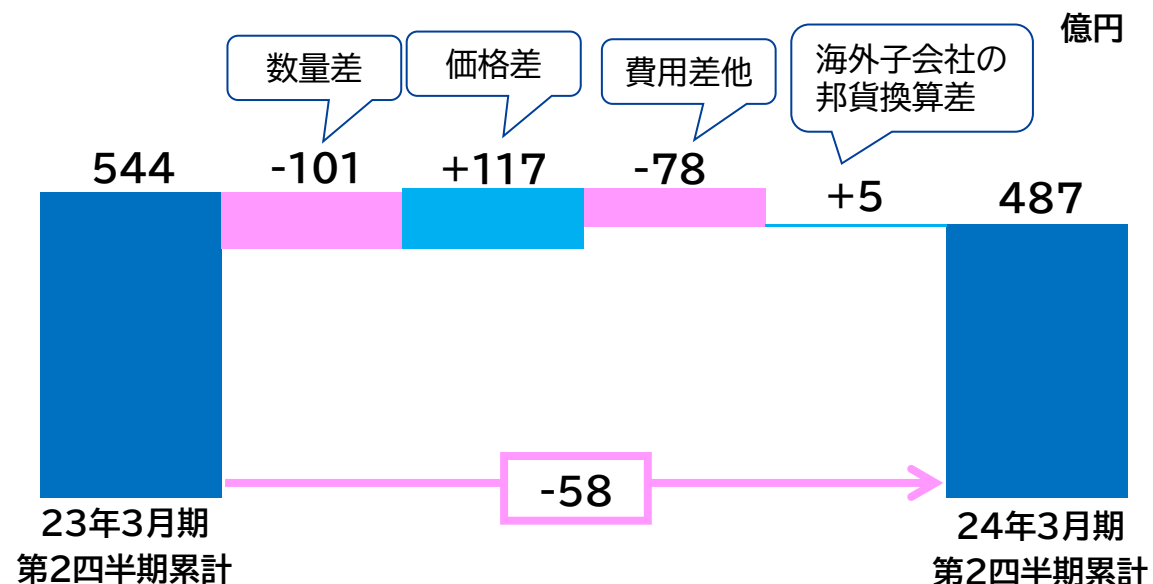 億円
数量差
価格差
費用差他
海外子会社の
邦貨換算差
544
-101
+117
-78
+5
487
-58
23年3月期
第2四半期累計
24年3月期
第2四半期累計